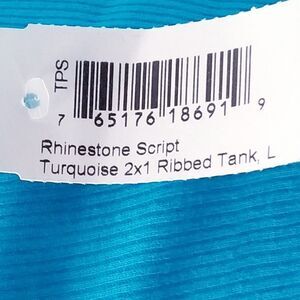 TPS
7 65176 18691 9
Rhinestone Script
Turquoise 2x1 Ribbed Tank, L